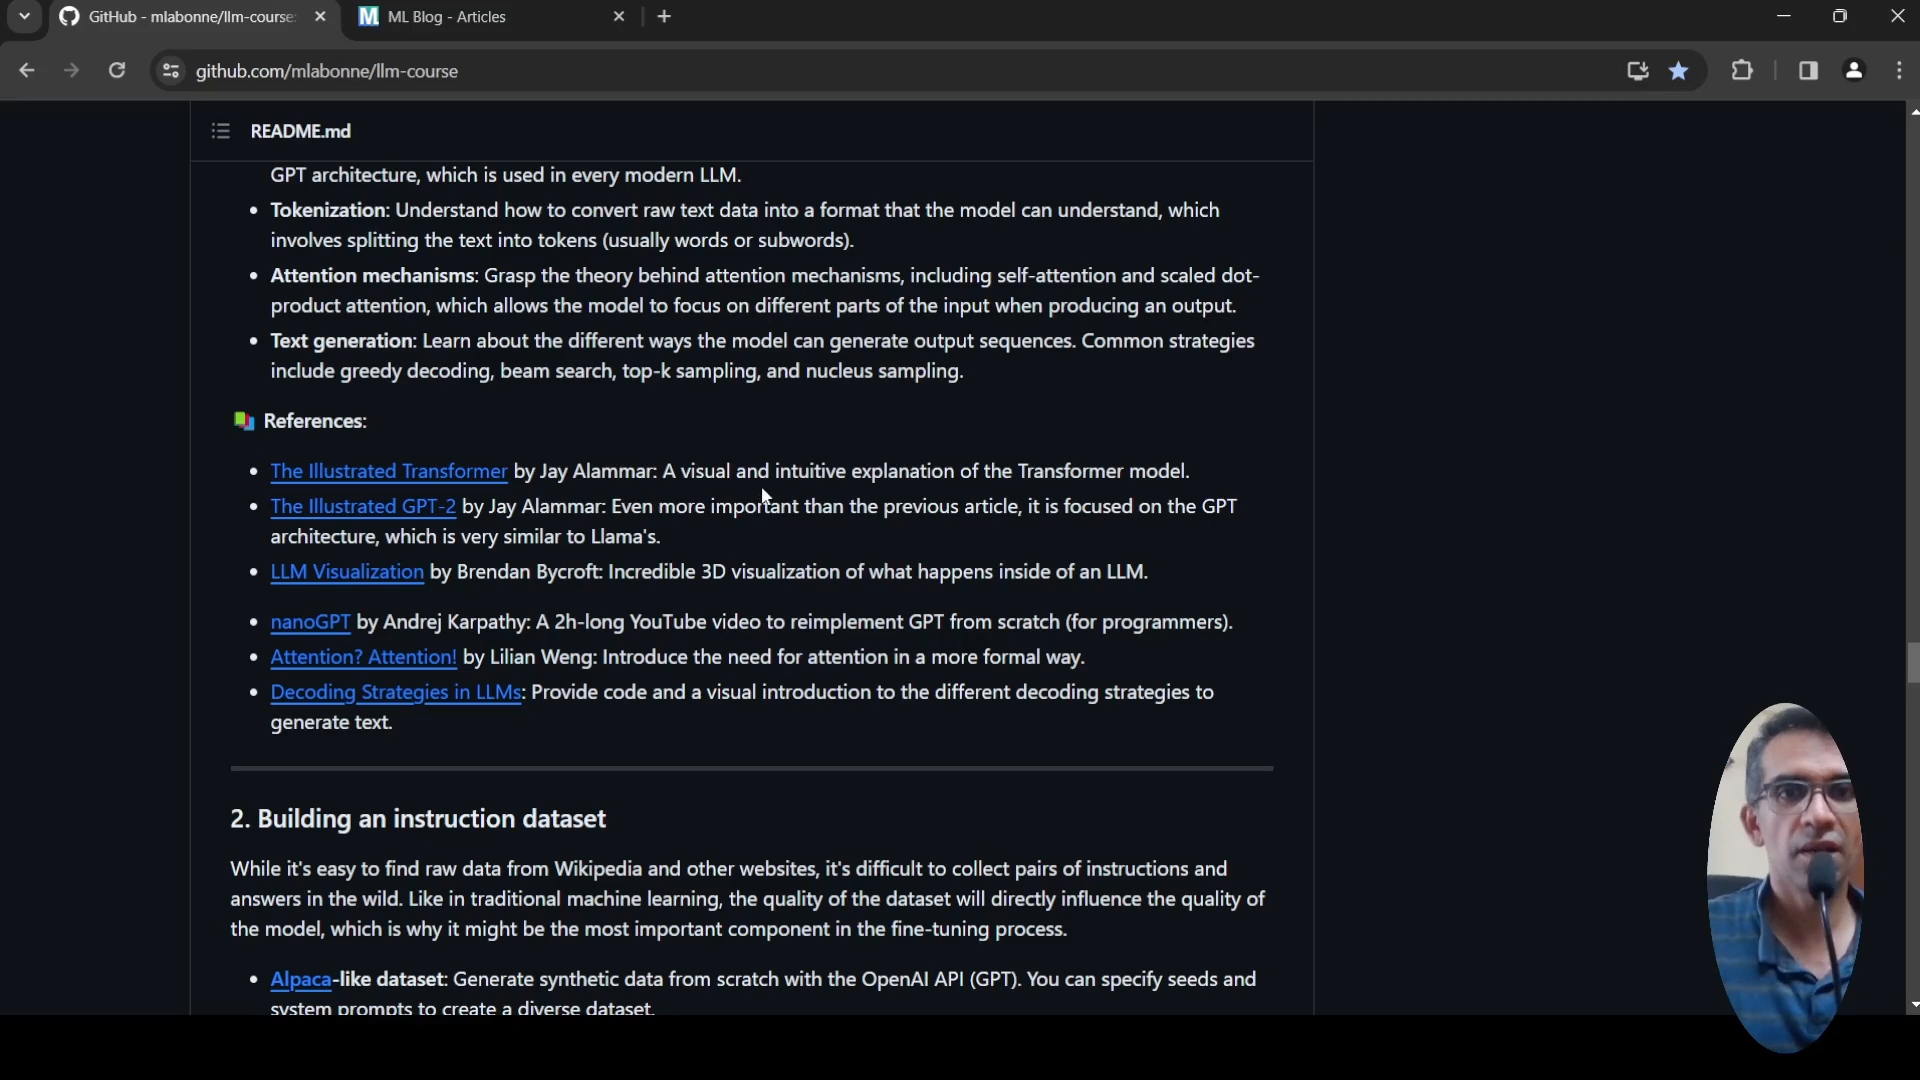 GitHub - mlabonne/llm-course:
ML Blog - Articles
github.com/mlabonne/llm-course
README.md
GPT architecture, which is used in every modern LLM.
• Tokenization: Understand how to convert raw text data into a format that the model can understand, which
involves splitting the text into tokens (usually words or subwords).
• Attention mechanisms: Grasp the theory behind attention mechanisms, including self-attention and scaled dot-
product attention, which allows the model to focus on different parts of the input when producing an output.
• Text generation: Learn about the different ways the model can generate output sequences. Common strategies
include greedy decoding, beam search, top-k sampling, and nucleus sampling.
References:
• The Illustrated Transformer by Jay Alammar: A visual and intuitive explanation of the Transformer model.
• The Illustrated GPT-2 by Jay Alammar: Even more important than the previous article, it is focused on the GPT
architecture, which is very similar to Llama's.
• LLM Visualization by Brendan Bycroft: Incredible 3D visualization of what happens inside of an LLM.
• nanoGPT by Andrej Karpathy: A 2h-long YouTube video to reimplement GPT from scratch (for programmers).
• Attention? Attention! by Lilian Weng: Introduce the need for attention in a more formal way.
• Decoding Strategies in LLMs: Provide code and a visual introduction to the different decoding strategies to
generate text.
2. Building an instruction dataset
While it's easy to find raw data from Wikipedia and other websites, it's difficult to collect pairs of instructions and
answers in the wild. Like in traditional machine learning, the quality of the dataset will directly influence the quality of
the model, which is why it might be the most important component in the fine-tuning process.
• Alpaca-like dataset: Generate synthetic data from scratch with the OpenAI API (GPT). You can specify seeds and
system prompts to create a diverse dataset.